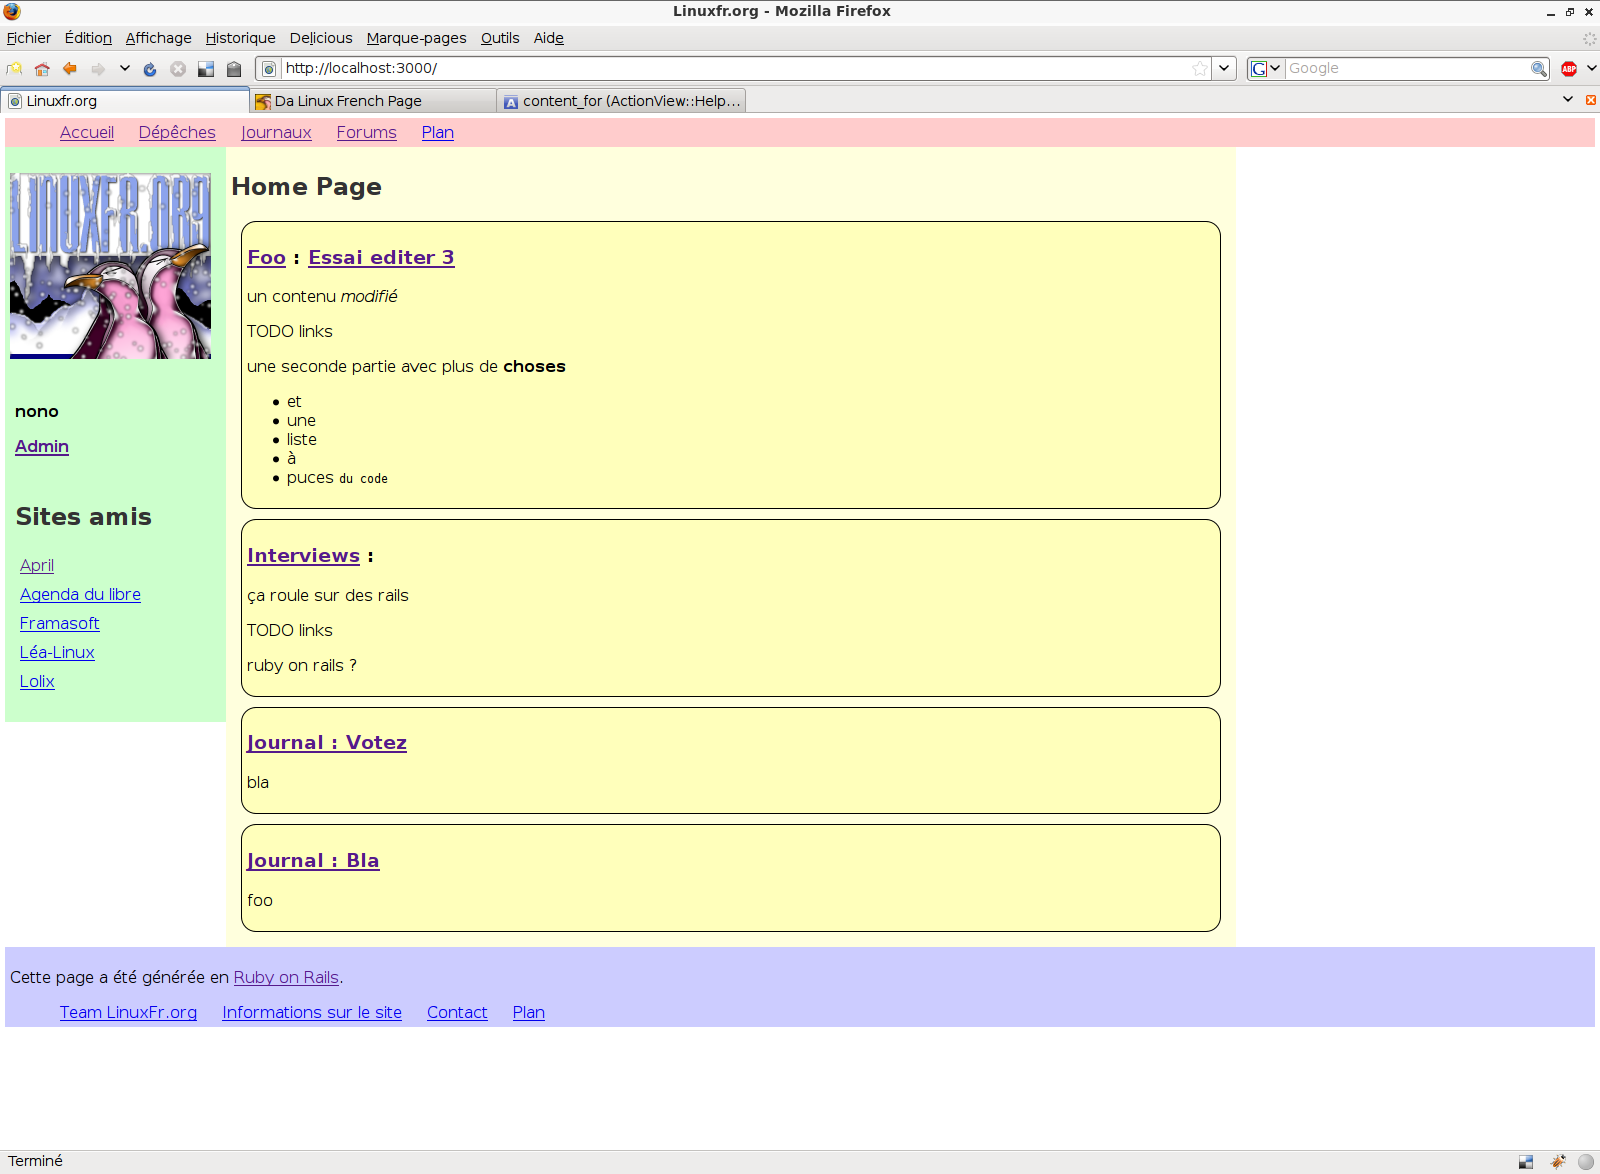 Linuxfr.org - Mozilla Firefox
Fichier Édition Affichage Historique Delicious Marque-pages Outils Aide
http://localhost:3000/ G Google ABP
Linuxfr.org Da Linux French Page A content_for (ActionView::Help...
Accueil Dépêches Journaux Forums Plan
LINUXFR.ORG
nono
Admin
Sites amis
April
Agenda du libre
Framasoft
Léa-Linux
Lolix
Home Page
Foo : Essai editer 3
un contenu modifié
TODO links
une seconde partie avec plus de choses
et
une
liste
à
puces du code
Interviews :
ça roule sur des rails
TODO links
ruby on rails ?
Journal : Votez
bla
Journal : Bla
foo
Cette page a été générée en Ruby on Rails.
Team LinuxFr.org Informations sur le site Contact Plan
Terminé